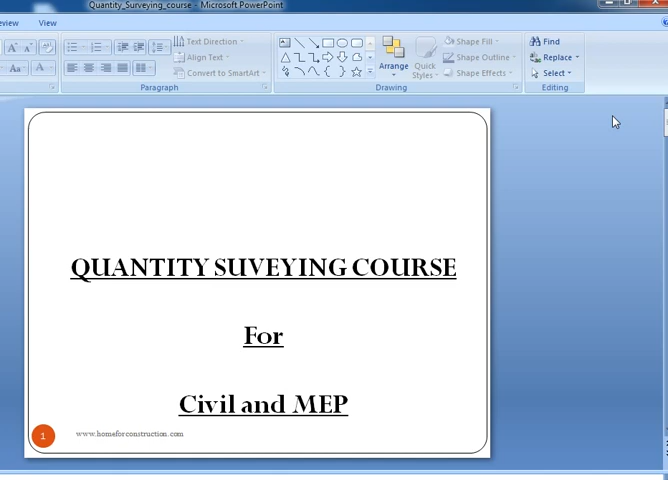 Quantity_Surveying_course - Microsoft PowerPoint
eview View
Text Direction
Align Text
Convert to SmartArt
Paragraph
Aa
A
Arrange
Quick Styles
Shape Fill
Shape Outline
Shape Effects
Drawing
Find
Replace
Select
Editing
QUANTITY SUVEYING COURSE
For
Civil and MEP
1
www.homeforconstruction.com